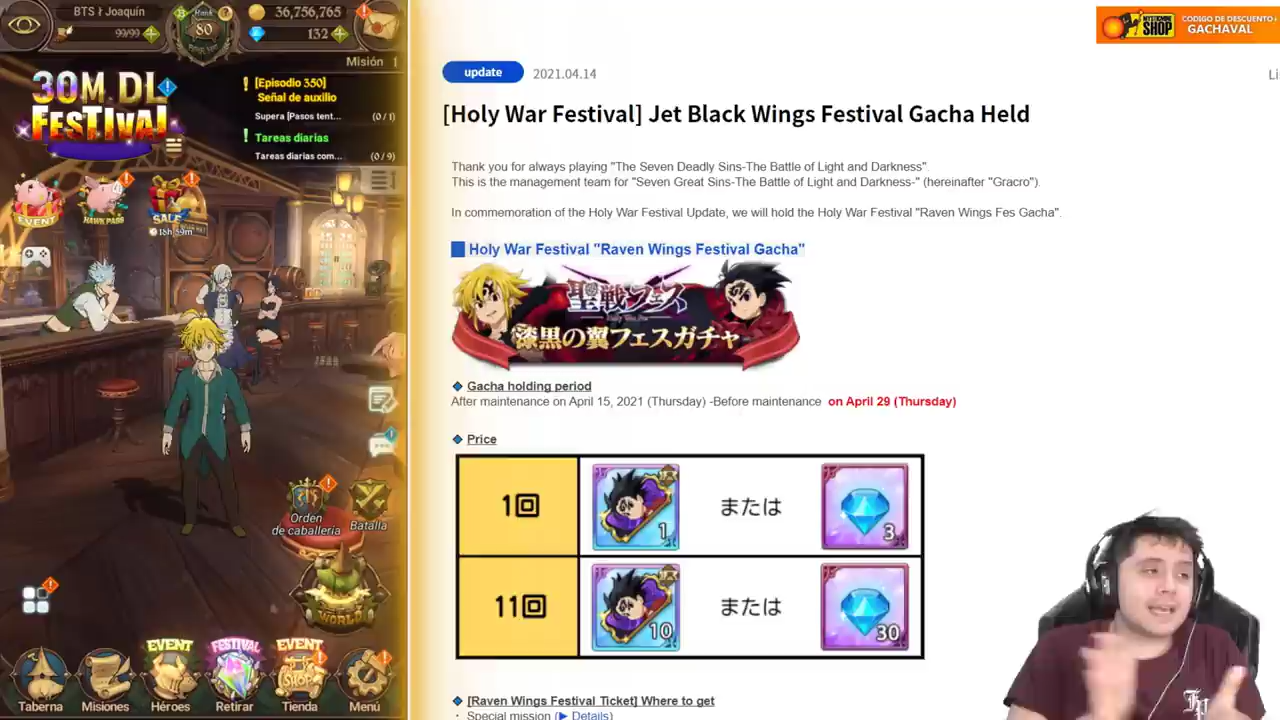 BTS ł Joaquín
99/99
Rank
80
36,756,765
132
Misión 1
30M DL
FESTIVAL
[Episodio 350]
Señal de auxilio
Supera [Pasos tent... (0 / 1)
Tareas diarias
Tareas diarias com... (0 / 9)
EVENT
HAWK PASS
SALE
Orden
de caballería
Batalla
WORLD
EVENT
FESTIVAL
EVENT
SHOP
Taberna
Misiones
Héroes
Retirar
Tienda
Menú
SHOP
CODIGO DE DESCUENTO
GACHAVAL
update
2021.04.14
Li
[Holy War Festival] Jet Black Wings Festival Gacha Held
Thank you for always playing "The Seven Deadly Sins-The Battle of Light and Darkness".
This is the management team for "Seven Great Sins-The Battle of Light and Darkness-" (hereinafter "Gracro").
In commemoration of the Holy War Festival Update, we will hold the Holy War Festival "Raven Wings Fes Gacha".
Holy War Festival "Raven Wings Festival Gacha"
聖戦フェス
漆黒の翼フェスガチャ
Gacha holding period
After maintenance on April 15, 2021 (Thursday) -Before maintenance on April 29 (Thursday)
Price
1回
1
または
3
11回
10
または
30
[Raven Wings Festival Ticket] Where to get
・ Special mission (▶ Details)